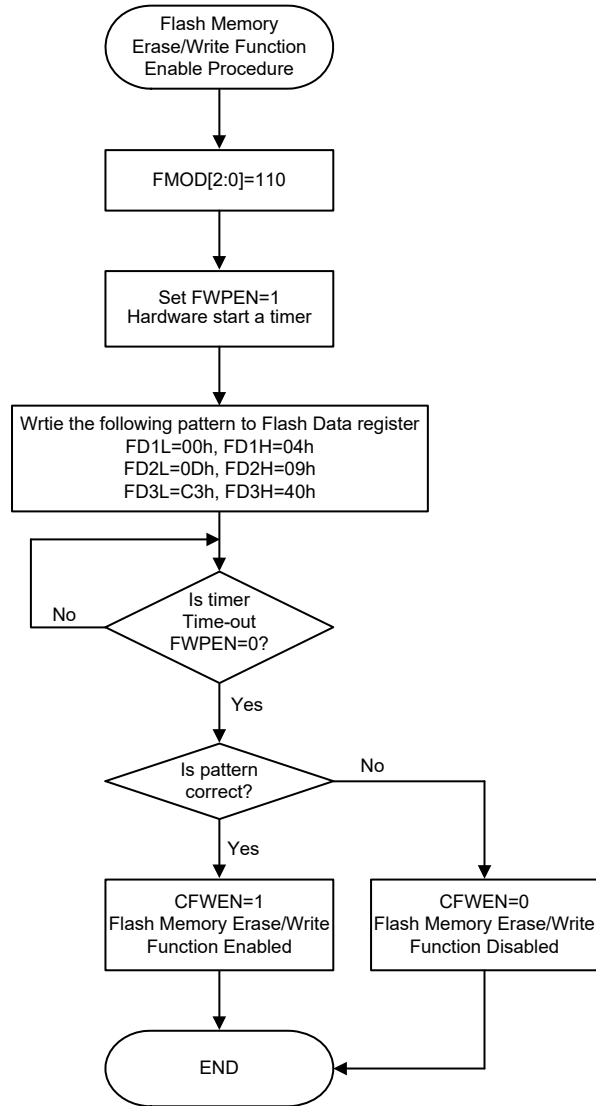 Flash Memory
Erase/Write Function
Enable Procedure
FMOD[2:0]=110
Set FWPEN=1
Hardware start a timer
Wrtie the following pattern to Flash Data register
FD1L=00h, FD1H=04h
FD2L=0Dh, FD2H=09h
FD3L=C3h, FD3H=40h
Is timer
Time-out
FWPEN=0?
No
Yes
Is pattern
correct?
No
Yes
CFWEN=1
Flash Memory Erase/Write
Function Enabled
CFWEN=0
Flash Memory Erase/Write
Function Disabled
END